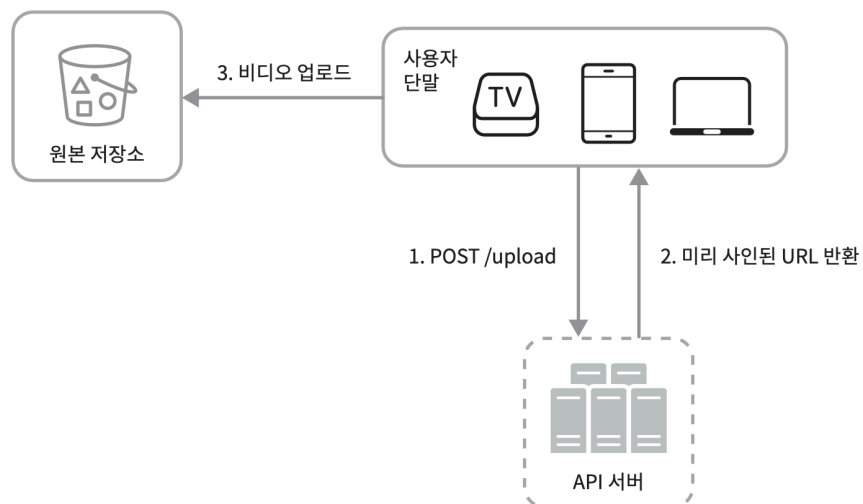 사용자
단말
TV
3. 비디오 업로드
원본 저장소
1. POST /upload
2. 미리 사인된 URL 반환
API 서버